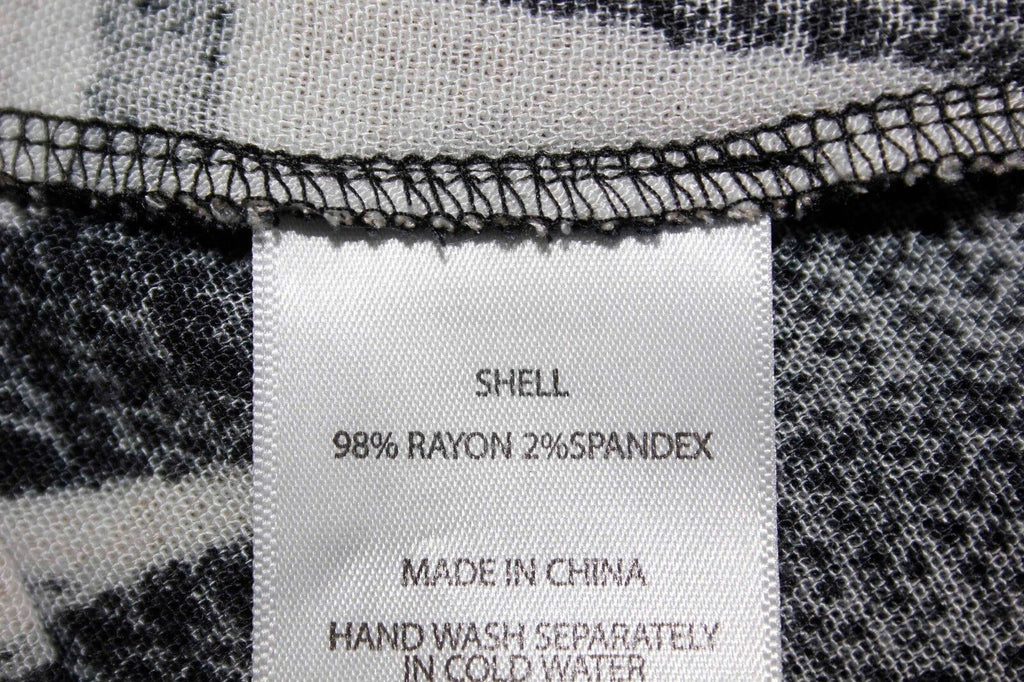 SHELL
98% RAYON 2%SPANDEX
MADE IN CHINA
HAND WASH SEPARATELY
IN COLD WATER